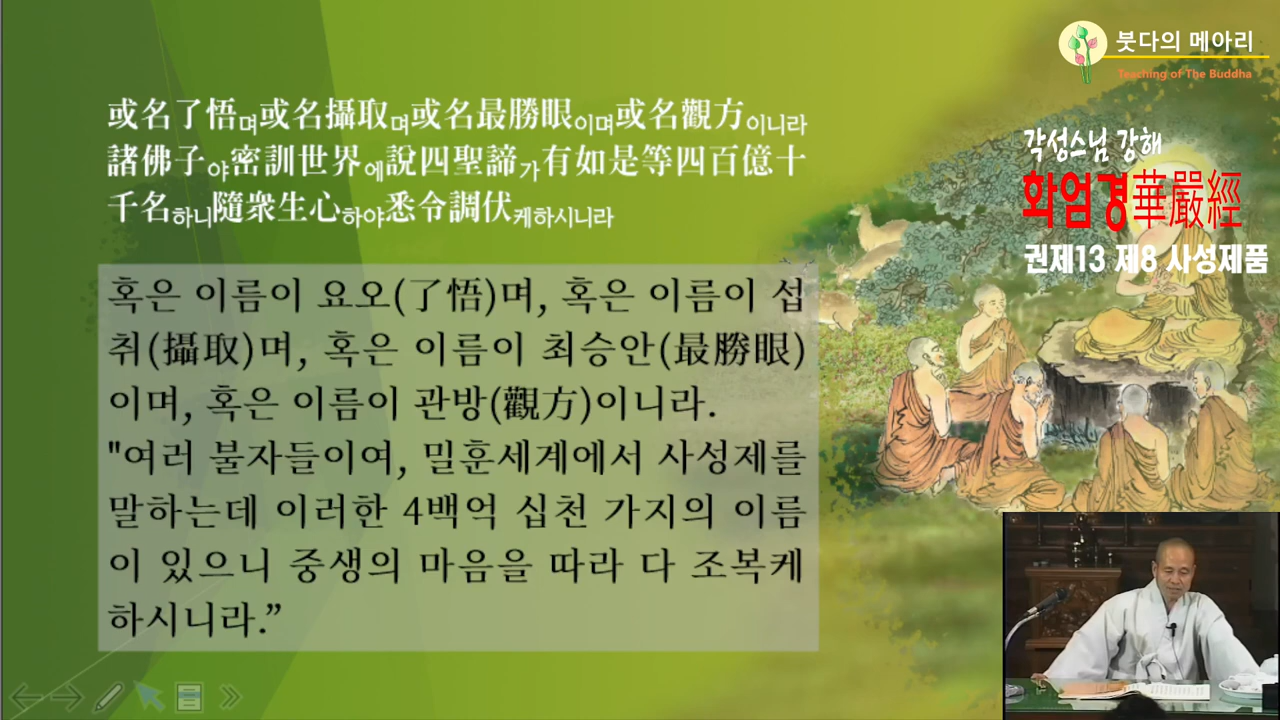 或名了悟며或名攝取며或名最勝眼이며或名觀方이니라
諸佛子야密訓世界에說四聖諦가有如是等四百億十
千名하니隨衆生心하야悉令調伏케하시니라
혹은 이름이 요오(了悟)며, 혹은 이름이 섭
취(攝取)며, 혹은 이름이 최승안(最勝眼)
이며, 혹은 이름이 관방(觀方)이니라.
"여러 불자들이여, 밀훈세계에서 사성제를
말하는데 이러한 4백억 십천 가지의 이름
이 있으니 중생의 마음을 따라 다 조복케
하시니라.”
붓다의 메아리
Teaching of The Buddha
각성스님 강해
화엄경華嚴經
권제13 제8 사성제품